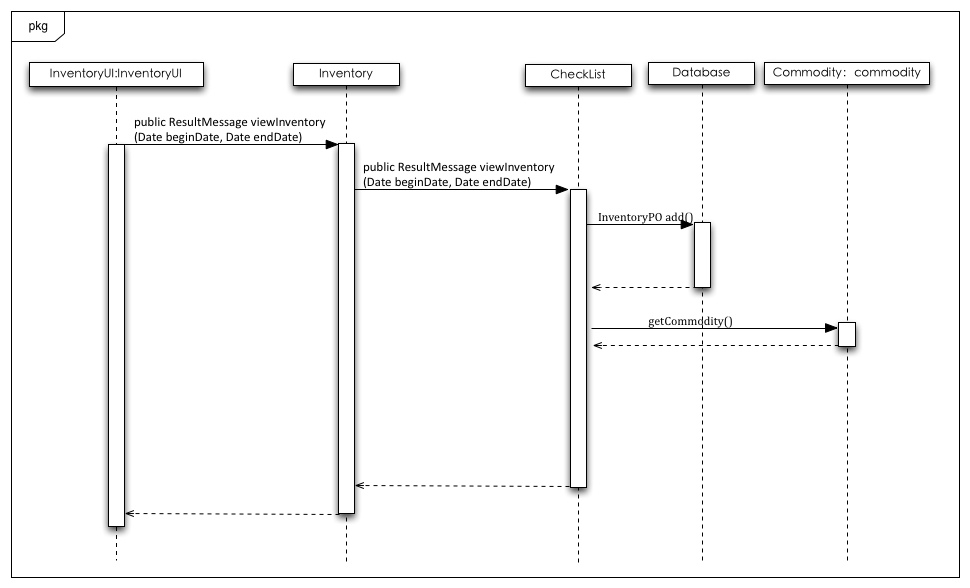 pkg
InventoryUI:InventoryUI
Inventory
CheckList
Database
Commodity: commodity
public ResultMessage viewInventory
(Date beginDate, Date endDate)
public ResultMessage viewInventory
(Date beginDate, Date endDate)
InventoryPO add()
getCommodity()